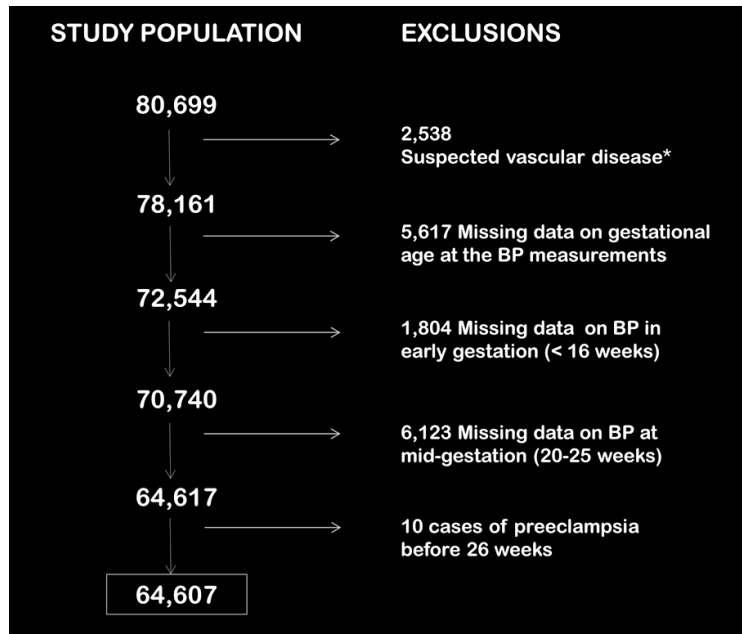 STUDY POPULATION
EXCLUSIONS
80,699
2,538
Suspected vascular disease*
78,161
5,617 Missing data on gestational
age at the BP measurements
72,544
1,804 Missing data on BP in
early gestation (< 16 weeks)
70,740
6,123 Missing data on BP at
mid-gestation (20-25 weeks)
64,617
10 cases of preeclampsia
before 26 weeks
64,607